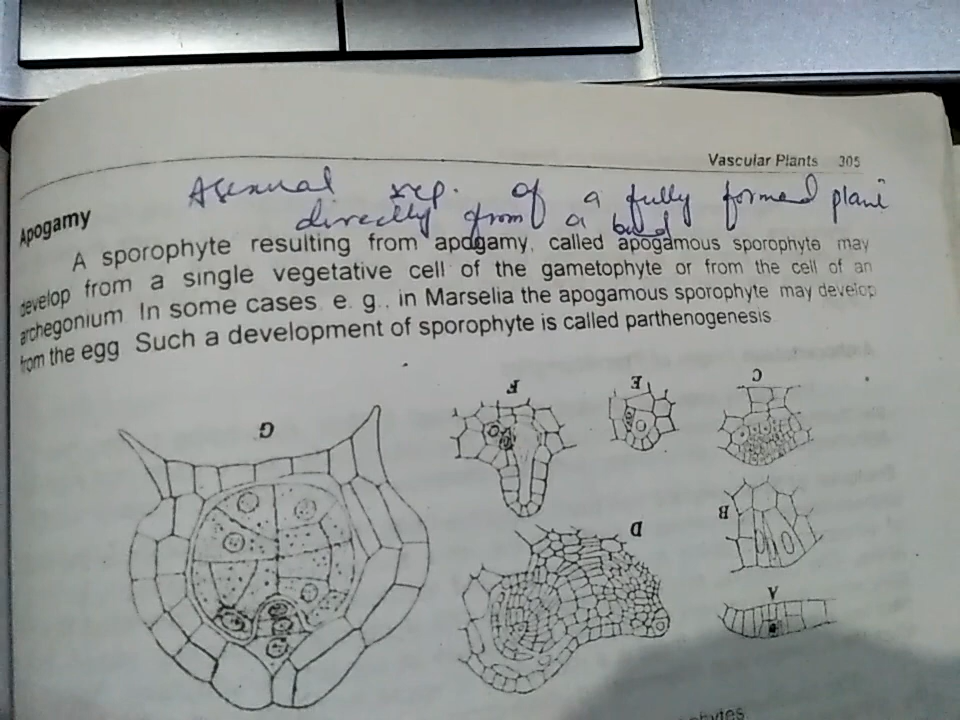 Vascular Plants 305
Asexual rep. of a fully formed plant
directly from a bud
Apogamy
A sporophyte resulting from apogamy, called apogamous sporophyte may
develop from a single vegetative cell of the gametophyte or from the cell of an
archegonium In some cases e. g., in Marselia the apogamous sporophyte may develop
from the egg Such a development of sporophyte is called parthenogenesis
G
F
E
C
B
D
A